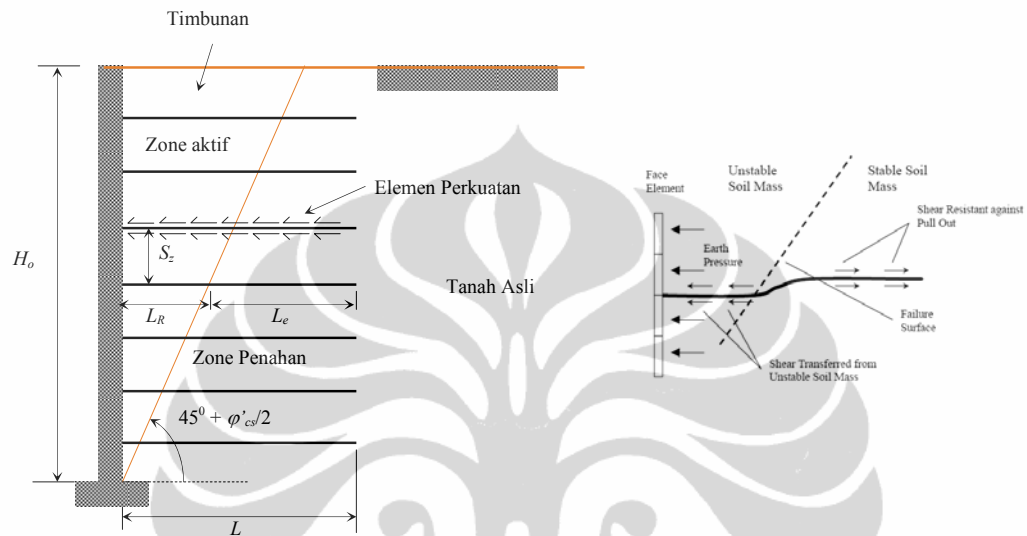 Timbunan
Zone aktif
Elemen Perkuatan
H₀
S_z
Tanah Asli
L_R
L_e
Zone Penahan
45⁰ + φ'_cs/2
L
Face
Element
Unstable
Soil Mass
Stable Soil
Mass
Shear Resistant against
Pull Out
Earth
Pressure
Failure
Surface
Shear Transferred from
Unstable Soil Mass